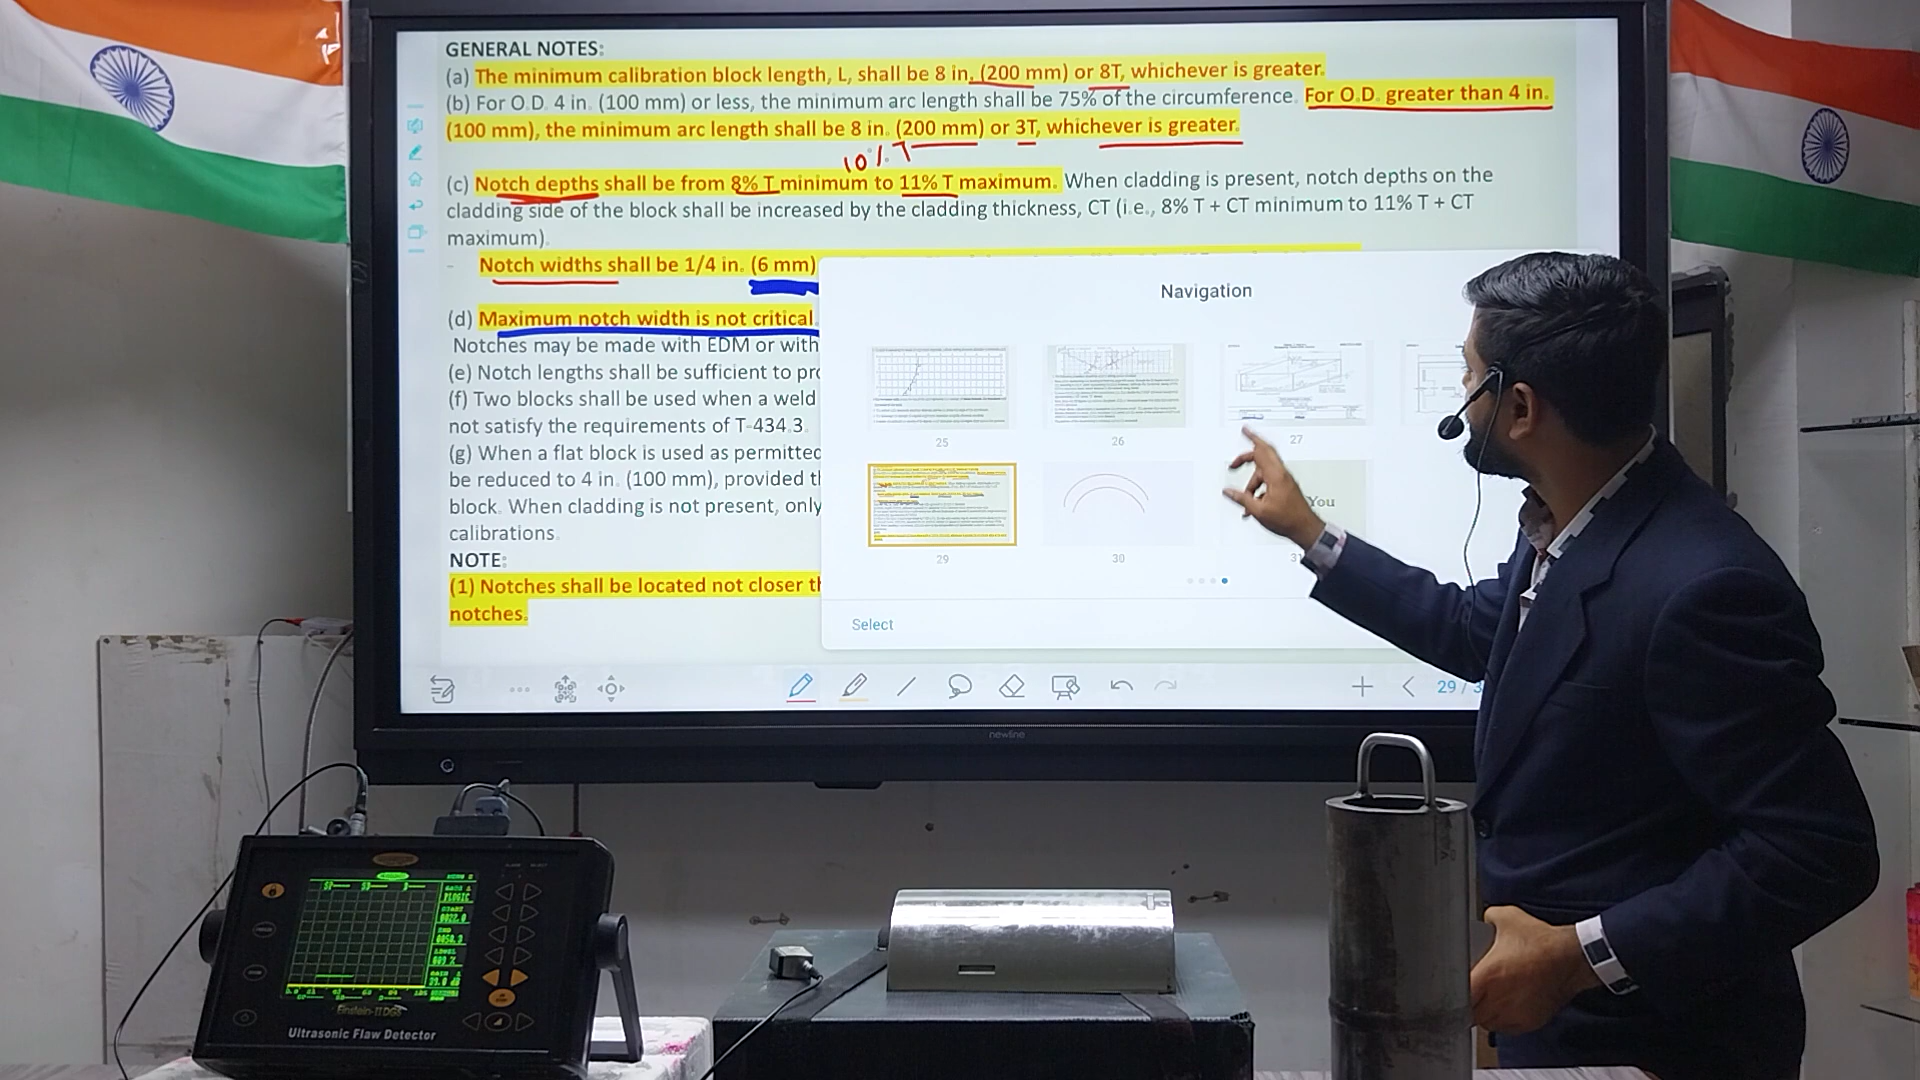 GENERAL NOTES:
(a) The minimum calibration block length, L, shall be 8 in. (200 mm) or 8T, whichever is greater.
(b) For O.D. 4 in. (100 mm) or less, the minimum arc length shall be 75% of the circumference. For O.D. greater than 4 in.
(100 mm), the minimum arc length shall be 8 in. (200 mm) or 3T, whichever is greater.
10% T
(c) Notch depths shall be from 8% T minimum to 11% T maximum. When cladding is present, notch depths on the
cladding side of the block shall be increased by the cladding thickness, CT (i.e., 8% T + CT minimum to 11% T + CT
maximum).
- Notch widths shall be 1/4 in. (6 mm)
(d) Maximum notch width is not critical.
Notches may be made with EDM or with
(e) Notch lengths shall be sufficient to pro
(f) Two blocks shall be used when a weld
not satisfy the requirements of T-434.3.
(g) When a flat block is used as permitted
be reduced to 4 in. (100 mm), provided th
block. When cladding is not present, only
calibrations.
NOTE:
(1) Notches shall be located not closer th
notches.
Navigation
25
26
27
You
29
30
31
Select
29 / 3
newline
Einstein-II DGS
Ultrasonic Flaw Detector